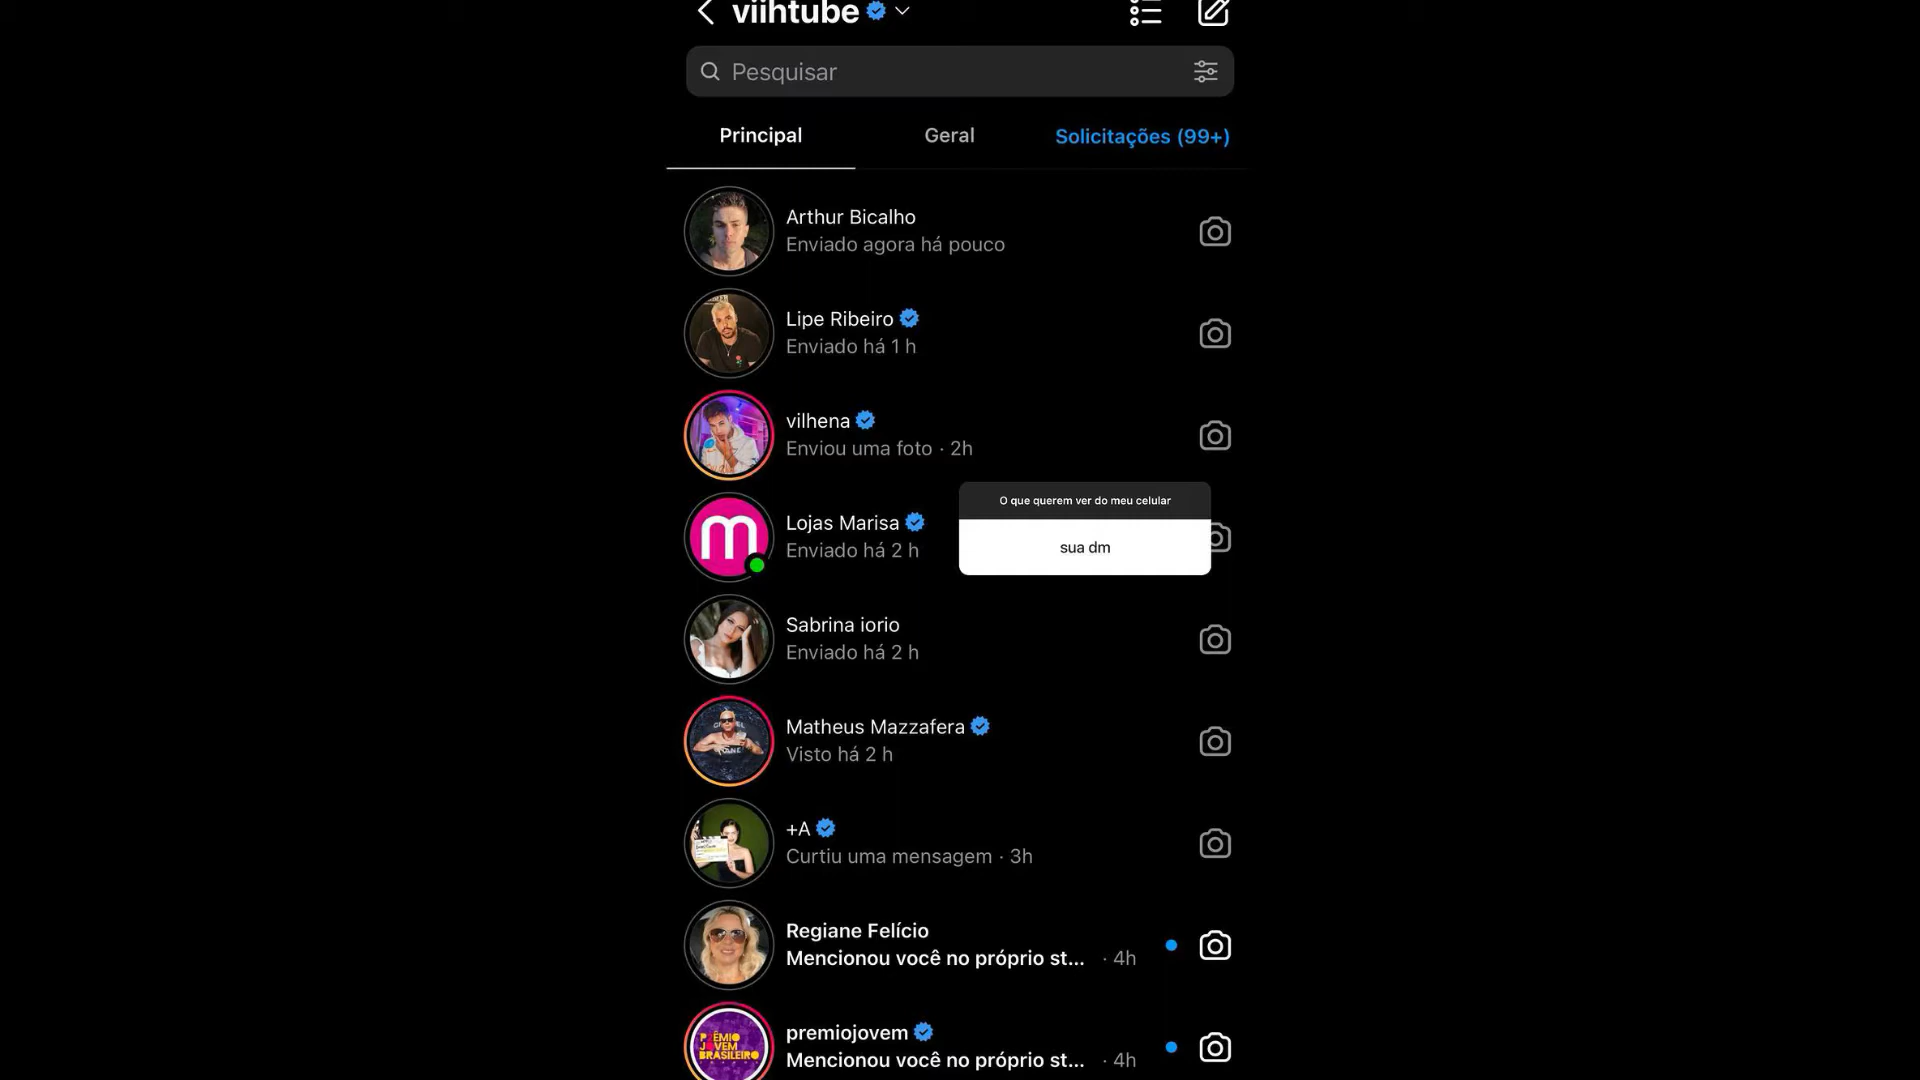 viihtube
Pesquisar
Principal
Geral
Solicitações (99+)
Arthur Bicalho
Enviado agora há pouco
Lipe Ribeiro
Enviado há 1 h
vilhena
Enviou uma foto · 2h
O que querem ver do meu celular
sua dm
Lojas Marisa
Enviado há 2 h
Sabrina iorio
Enviado há 2 h
Matheus Mazzafera
Visto há 2 h
+A
Curtiu uma mensagem · 3h
Regiane Felício
Mencionou você no próprio st... · 4h
premiojovem
Mencionou você no próprio st... · 4h
PRÊMIO
JOVEM
BRASILEIRO